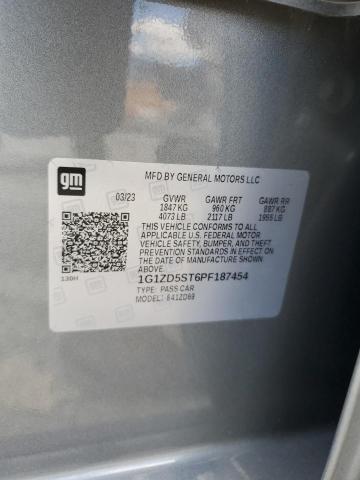 gm
MFD BY GENERAL MOTORS LLC
03/23 GVWR GAWR FRT GAWR RR
1847 KG 960 KG 887 KG
4073 LB 2117 LB 1955 LB
THIS VEHICLE CONFORMS TO ALL
APPLICABLE U.S. FEDERAL MOTOR
VEHICLE SAFETY, BUMPER, AND
THEFT PREVENTION STANDARDS
IN EFFECT ON THE
DATE OF MANUFACTURE SHOWN
ABOVE.
130H
1G1ZD5ST6PF187454
TYPE: PASS CAR
MODEL: 641ZD69